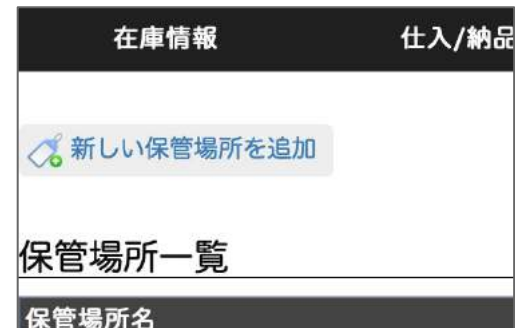 在庫情報 仕入/納品
新しい保管場所を追加
保管場所一覧
保管場所名